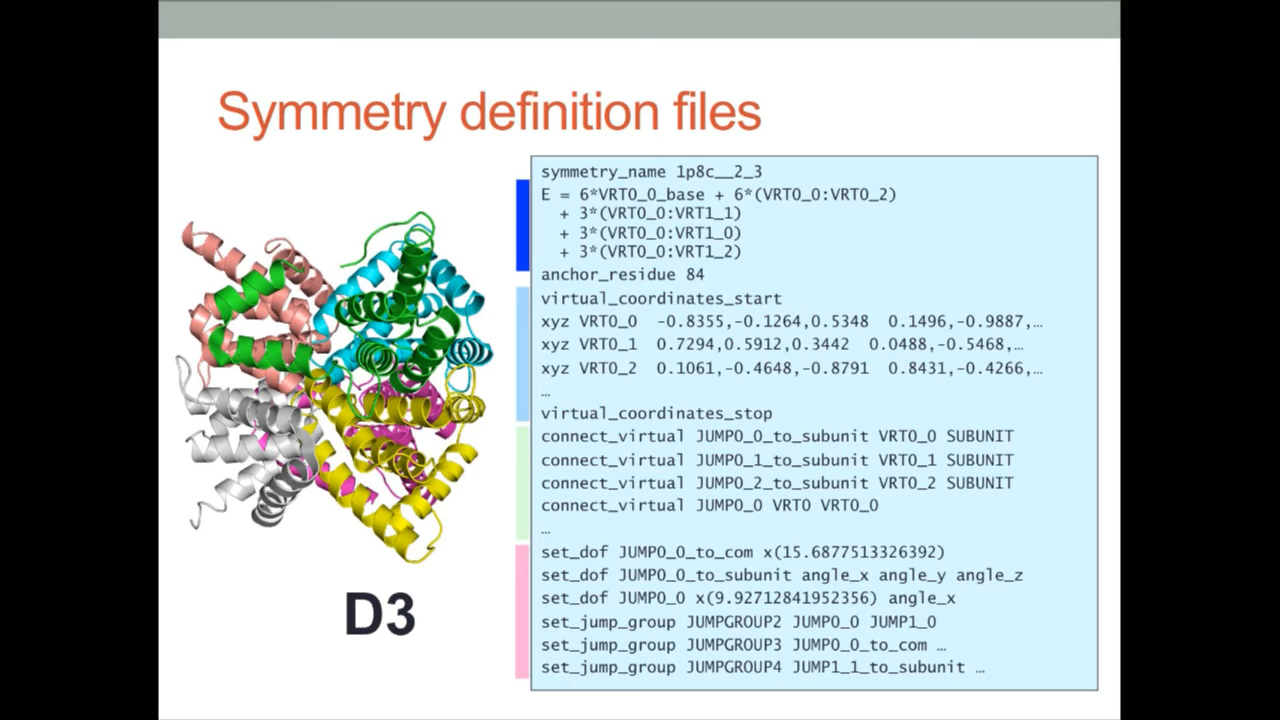 Symmetry definition files
symmetry_name 1p8c__2_3
E = 6*VRT0_0_base + 6*(VRT0_0:VRT0_2)
+ 3*(VRT0_0:VRT1_1)
+ 3*(VRT0_0:VRT1_0)
+ 3*(VRT0_0:VRT1_2)
anchor_residue 84
virtual_coordinates_start
xyz VRT0_0 -0.8355,-0.1264,0.5348 0.1496,-0.9887,…
xyz VRT0_1 0.7294,0.5912,0.3442 0.0488,-0.5468,…
xyz VRT0_2 0.1061,-0.4648,-0.8791 0.8431,-0.4266,…
…
virtual_coordinates_stop
connect_virtual JUMP0_0_to_subunit VRT0_0 SUBUNIT
connect_virtual JUMP0_1_to_subunit VRT0_1 SUBUNIT
connect_virtual JUMP0_2_to_subunit VRT0_2 SUBUNIT
connect_virtual JUMP0_0 VRT0 VRT0_0
…
set_dof JUMP0_0_to_com x(15.6877513326392)
set_dof JUMP0_0_to_subunit angle_x angle_y angle_z
set_dof JUMP0_0 x(9.92712841952356) angle_x
set_jump_group JUMPGROUP2 JUMP0_0 JUMP1_0
set_jump_group JUMPGROUP3 JUMP0_0_to_com …
set_jump_group JUMPGROUP4 JUMP1_1_to_subunit …
D3